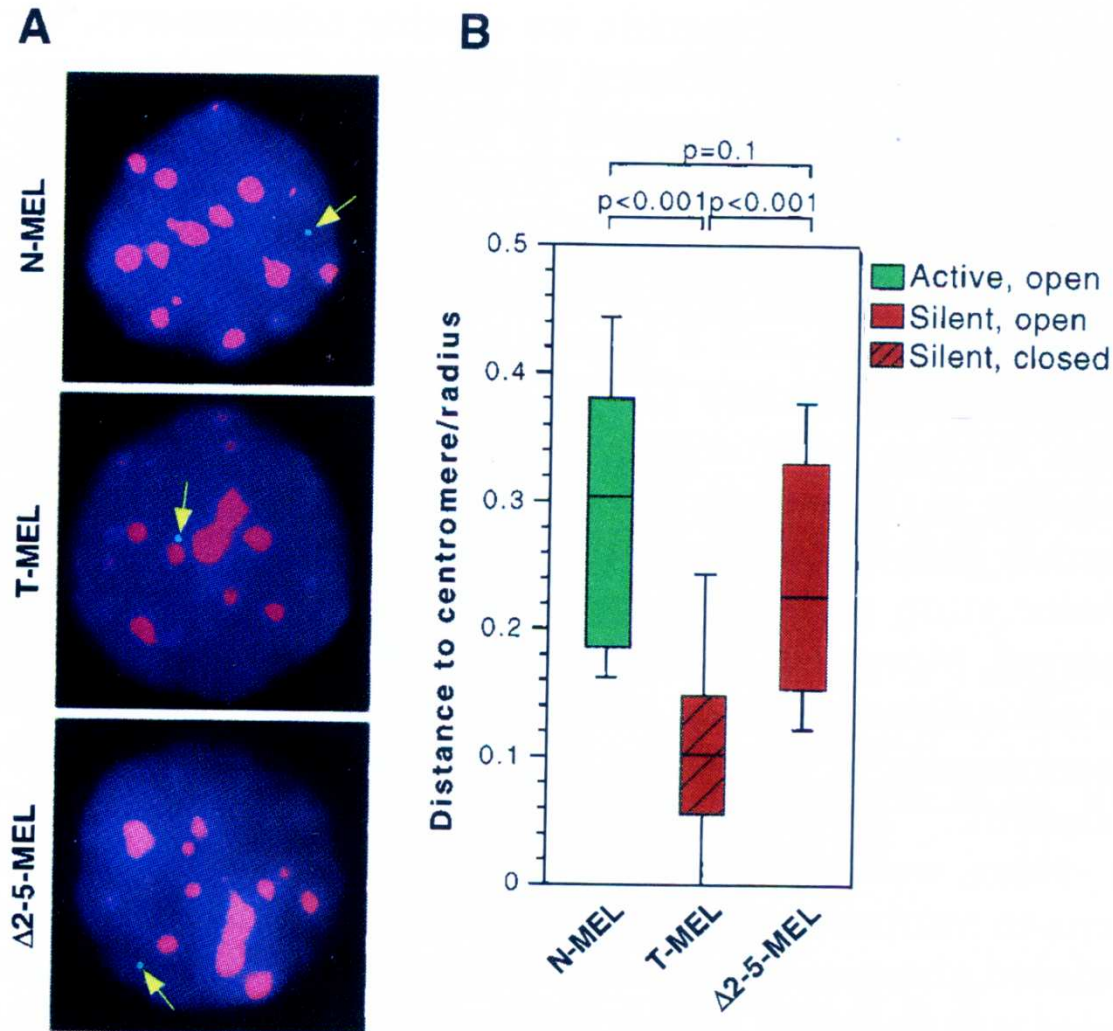 A
B
N-MEL
T-MEL
Δ2-5-MEL
p=0.1
p<0.001
p<0.001
Distance to centromere/radius
0.5
0.4
0.3
0.2
0.1
0
N-MEL
T-MEL
Δ2-5-MEL
Active, open
Silent, open
Silent, closed